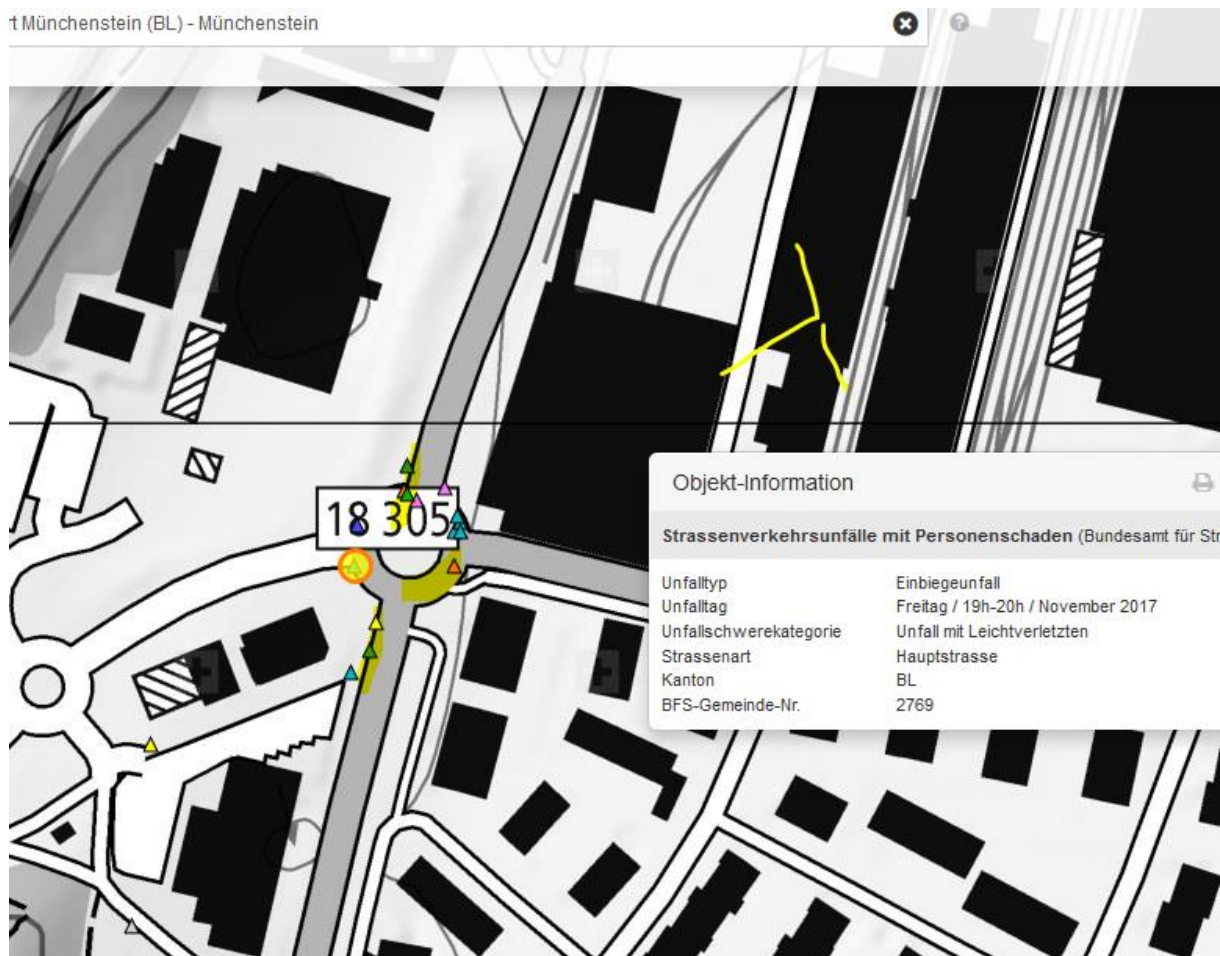 rt Münchenstein (BL) - Münchenstein
18 305
Objekt-Information
Strassenverkehrsunfälle mit Personenschaden (Bundesamt für Str
Unfalltyp Einbiegeunfall
Unfalltag Freitag / 19h-20h / November 2017
Unfallschwerekategorie Unfall mit Leichtverletzten
Strassenart Hauptstrasse
Kanton BL
BFS-Gemeinde-Nr. 2769